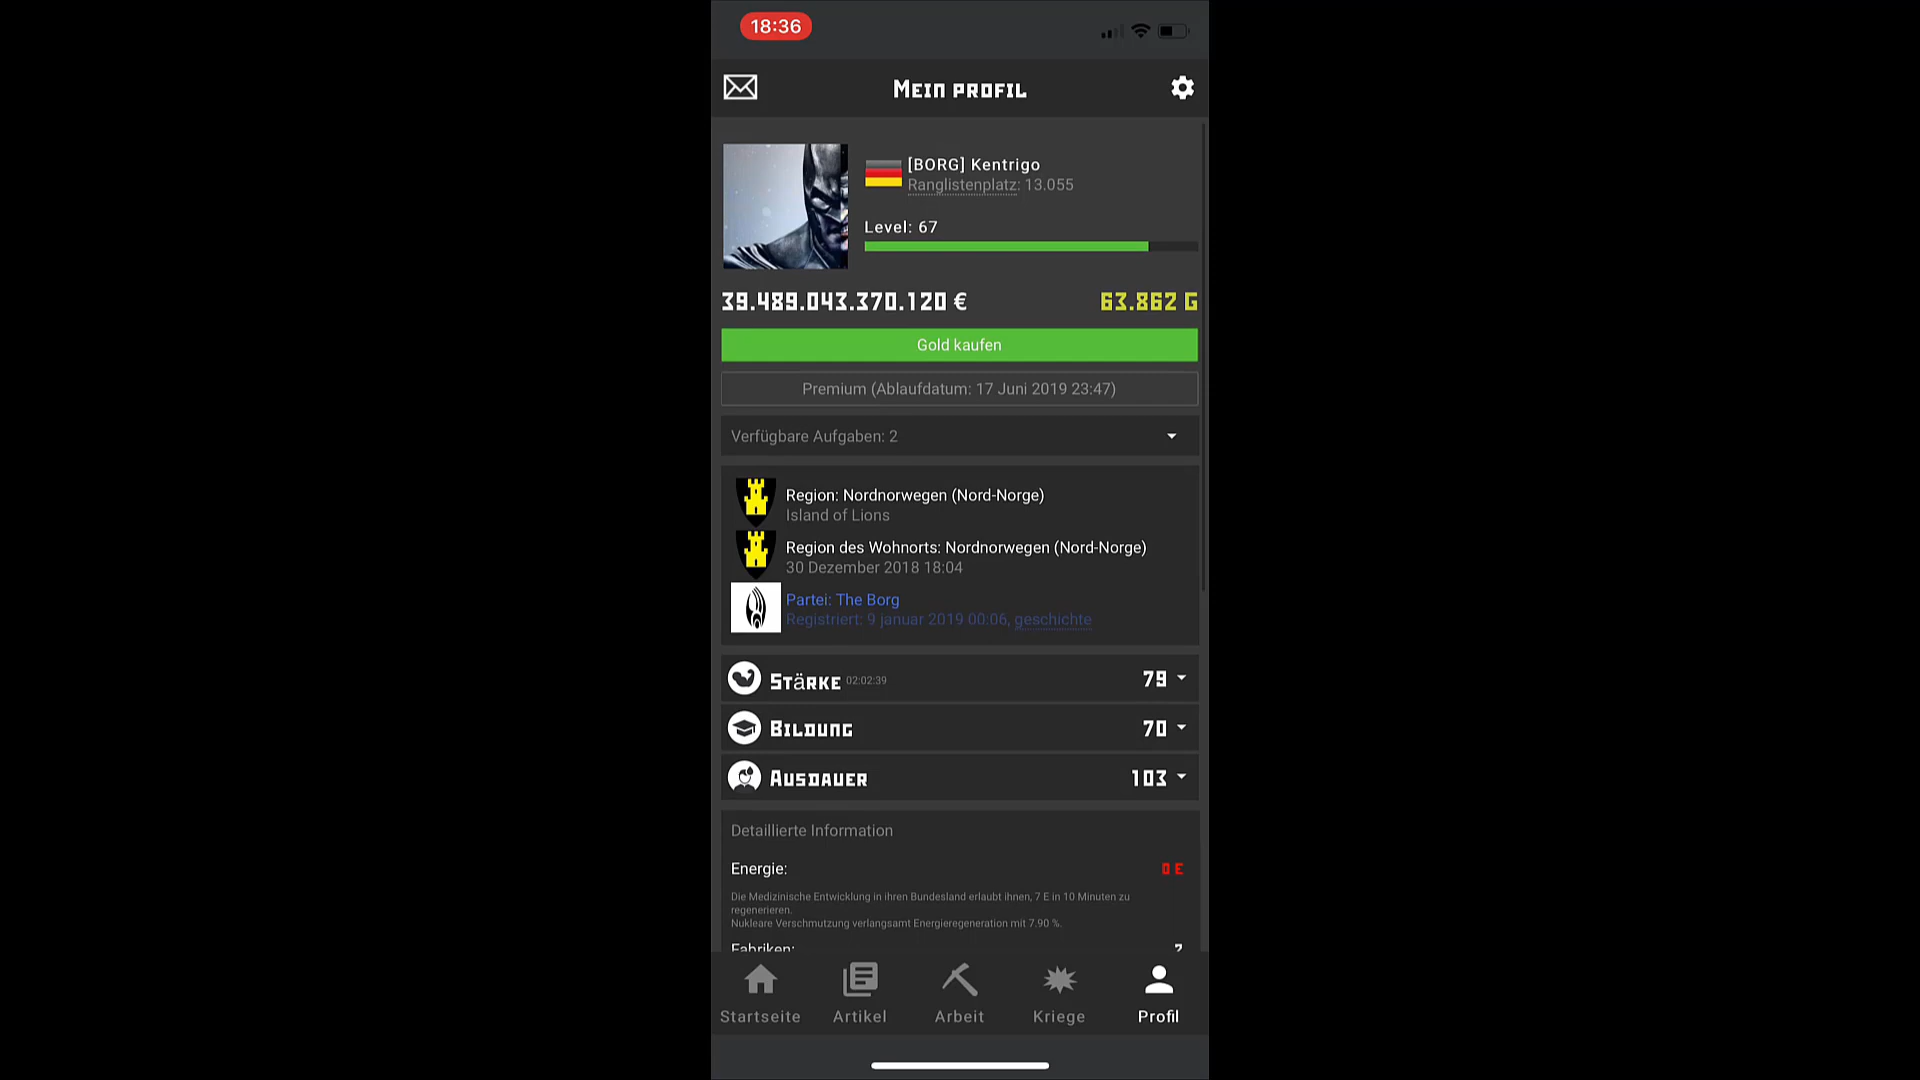 18:36
Mein profil
[BORG] Kentrigo
Ranglistenplatz: 13.055
Level: 67
39.489.043.370.120 €
63.862 G
Gold kaufen
Premium (Ablaufdatum: 17 Juni 2019 23:47)
Verfügbare Aufgaben: 2
Region: Nordnorwegen (Nord-Norge)
Island of Lions
Region des Wohnorts: Nordnorwegen (Nord-Norge)
30 Dezember 2018 18:04
Partei: The Borg
Registriert: 9 januar 2019 00:06, geschichte
Stärke 02:02:39 79
Bildung 70
Ausdauer 103
Detaillierte Information
Energie: 0 E
Die Medizinische Entwicklung in ihren Bundesland erlaubt ihnen, 7 E in 10 Minuten zu
regenerieren.
Nukleare Verschmutzung verlangsamt Energieregeneration mit 7.90 %.
Fabriken:
Startseite
Artikel
Arbeit
Kriege
Profil